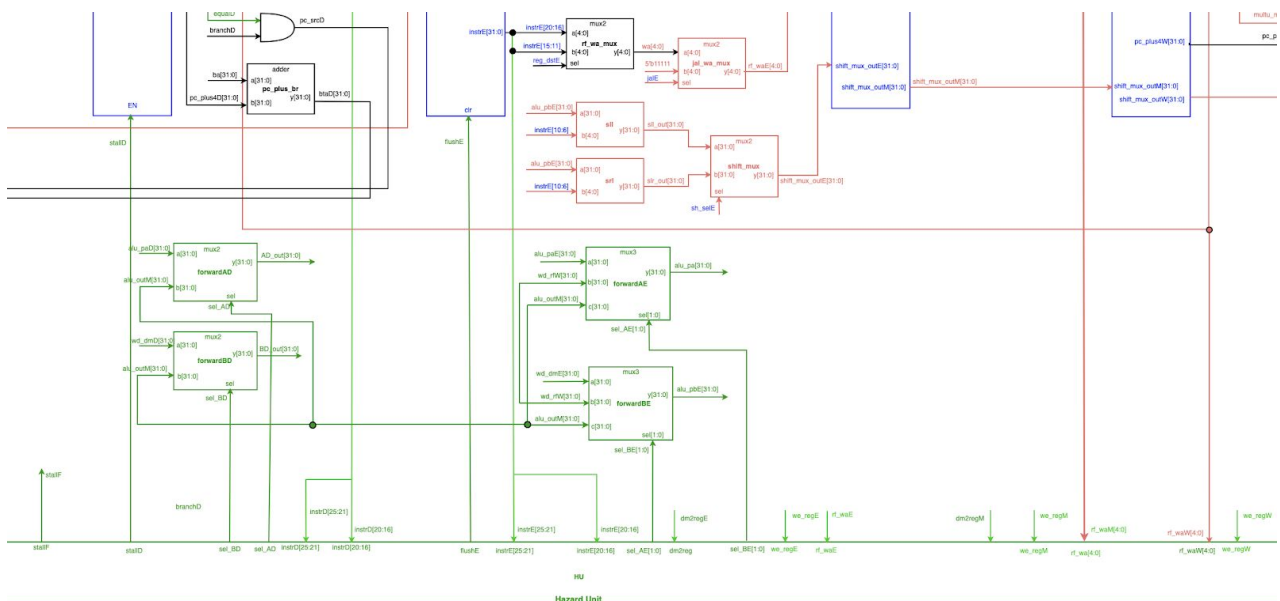 equalD
branchD
pc_srcD
adder
ba[31:0]
a[31:0]
pc_plus_br
y[31:0]
btaD[31:0]
pc_plus4D[31:0]
b[31:0]
EN
stallD
instrE[31:0]
clr
flushE
mux2
instrE[20:16]
a[4:0]
rf_wa_mux
instrE[15:11]
b[4:0]
y[4:0]
reg_dstE
sel
wa[4:0]
mux2
a[4:0]
jal_wa_mux
5'b11111
b[4:0]
y[4:0]
rf_waE[4:0]
jalE
sel
alu_pbE[31:0]
a[31:0]
sll
y[31:0]
sll_out[31:0]
instrE[10:6]
b[4:0]
alu_pbE[31:0]
a[31:0]
srl
y[31:0]
slr_out[31:0]
instrE[10:6]
b[4:0]
mux2
a[31:0]
shift_mux
b[31:0]
y[31:0]
shift_mux_outE[31:0]
sel
sh_selE
shift_mux_outE[31:0]
shift_mux_outM[31:0]
shift_mux_outM[31:0]
multu_m
pc_plus4W[31:0]
pc_p
shift_mux_outM[31:0]
shift_mux_outW[31:0]
alu_paD[31:0]
mux2
a[31:0]
y[31:0]
AD_out[31:0]
forwardAD
alu_outM[31:0]
b[31:0]
sel
sel_AD
wd_dmD[31:0]
mux2
a[31:0]
y[31:0]
BD_out[31:0]
forwardBD
alu_outM[31:0]
b[31:0]
sel
sel_BD
mux3
alu_paE[31:0]
a[31:0]
y[31:0]
alu_pa[31:0]
wd_rfW[31:0]
b[31:0]
forwardAE
alu_outM[31:0]
c[31:0]
sel[1:0]
sel_AE[1:0]
mux3
wd_dmE[31:0]
a[31:0]
y[31:0]
alu_pbE[31:0]
wd_rfW[31:0]
b[31:0]
forwardBE
alu_outM[31:0]
c[31:0]
sel[1:0]
sel_BE[1:0]
stallF
branchD
instrD[25:21]
instrD[20:16]
instrE[25:21]
instrE[20:16]
dm2regE
we_regE
rf_waE
dm2regM
we_regM
rf_waM[4:0]
rf_waW[4:0]
we_regW
stallF
stallD
sel_BD
sel_AD
instrD[25:21]
instrD[20:16]
flushE
instrE[25:21]
instrE[20:16]
sel_AE[1:0]
dm2reg
sel_BE[1:0]
we_regE
rf_waE
we_regM
rf_wa[4:0]
rf_waW[4:0]
we_regW
HU
Hazard Unit